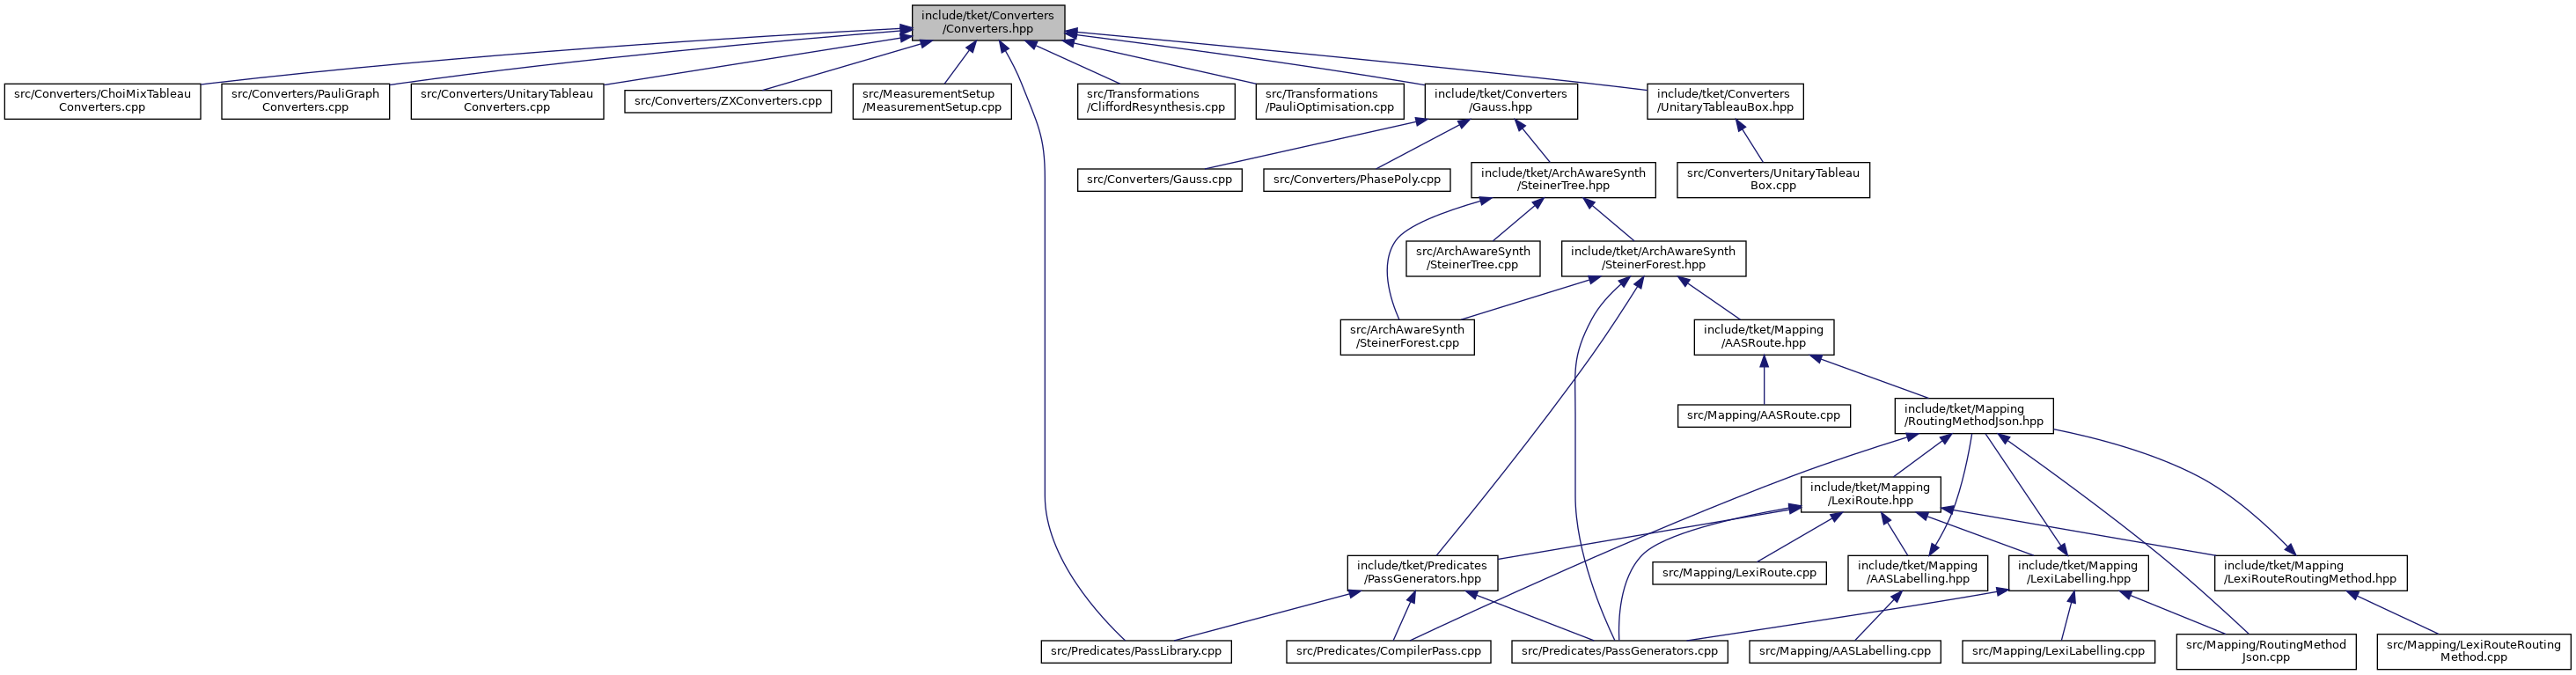 include/tket/Converters
/Converters.hpp
src/Converters/ChoiMixTableau
Converters.cpp
src/Converters/PauliGraph
Converters.cpp
src/Converters/UnitaryTableau
Converters.cpp
src/Converters/ZXConverters.cpp
src/MeasurementSetup
/MeasurementSetup.cpp
src/Transformations
/CliffordResynthesis.cpp
src/Transformations
/PauliOptimisation.cpp
include/tket/Converters
/Gauss.hpp
include/tket/Converters
/UnitaryTableauBox.hpp
src/Converters/Gauss.cpp
src/Converters/PhasePoly.cpp
include/tket/ArchAwareSynth
/SteinerTree.hpp
src/Converters/UnitaryTableau
Box.cpp
src/ArchAwareSynth
/SteinerTree.cpp
include/tket/ArchAwareSynth
/SteinerForest.hpp
src/ArchAwareSynth
/SteinerForest.cpp
include/tket/Mapping
/AASRoute.hpp
src/Mapping/AASRoute.cpp
include/tket/Mapping
/RoutingMethodJson.hpp
include/tket/Mapping
/LexiRoute.hpp
include/tket/Predicates
/PassGenerators.hpp
src/Mapping/LexiRoute.cpp
include/tket/Mapping
/AASLabelling.hpp
include/tket/Mapping
/LexiLabelling.hpp
include/tket/Mapping
/LexiRouteRoutingMethod.hpp
src/Predicates/PassLibrary.cpp
src/Predicates/CompilerPass.cpp
src/Predicates/PassGenerators.cpp
src/Mapping/AASLabelling.cpp
src/Mapping/LexiLabelling.cpp
src/Mapping/RoutingMethod
Json.cpp
src/Mapping/LexiRouteRouting
Method.cpp